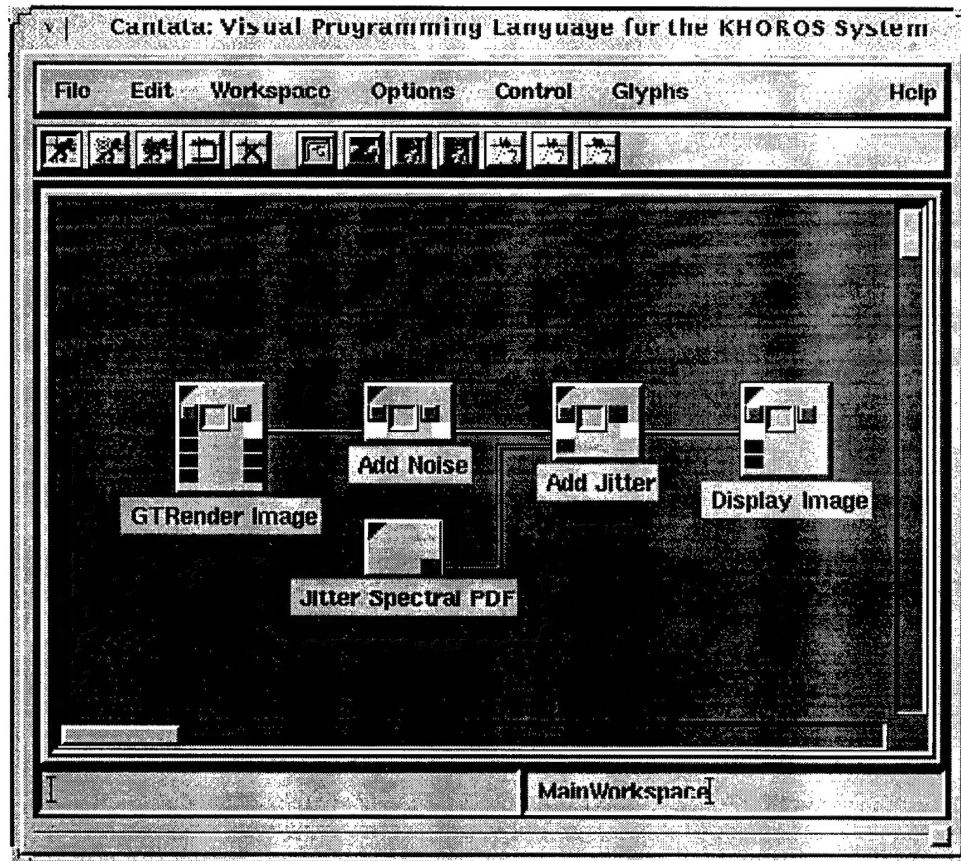 Cantata: Visual Programming Language for the KHOROS System
File Edit Workspace Options Control Glyphs Help
Add Noise
Add Jitter
Display Image
GTRender Image
Jitter Spectral PDF
MainWorkspace